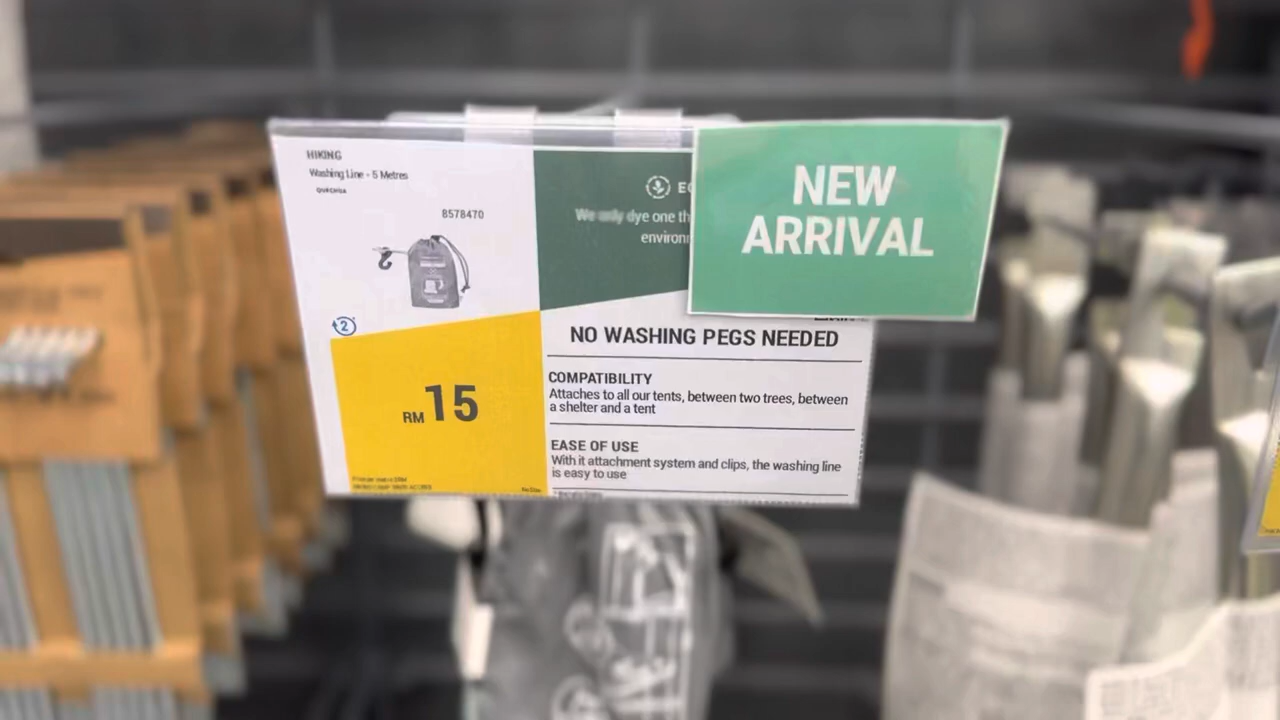 HIKING
Washing Line - 5 Metres
QUECHUA
8578470
2
RM 15
We only dye one th
environ
NEW
ARRIVAL
NO WASHING PEGS NEEDED
COMPATIBILITY
Attaches to all our tents, between two trees, between
a shelter and a tent
EASE OF USE
With it attachment system and clips, the washing line
is easy to use